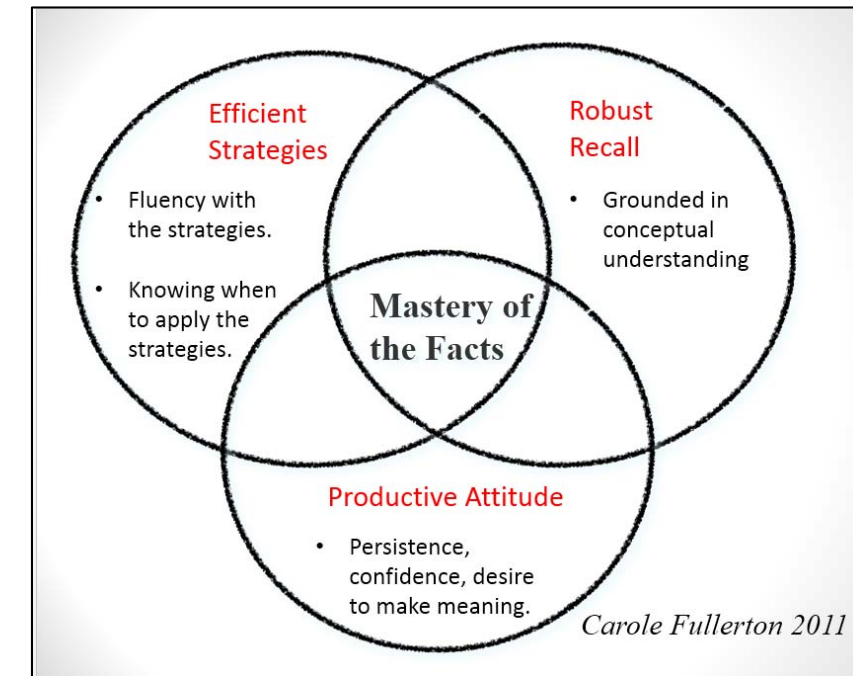 Efficient
Strategies
• Fluency with
the strategies.
• Knowing when
to apply the
strategies.
Robust
Recall
• Grounded in
conceptual
understanding
Mastery of
the Facts
Productive Attitude
• Persistence,
confidence, desire
to make meaning.
Carole Fullerton 2011